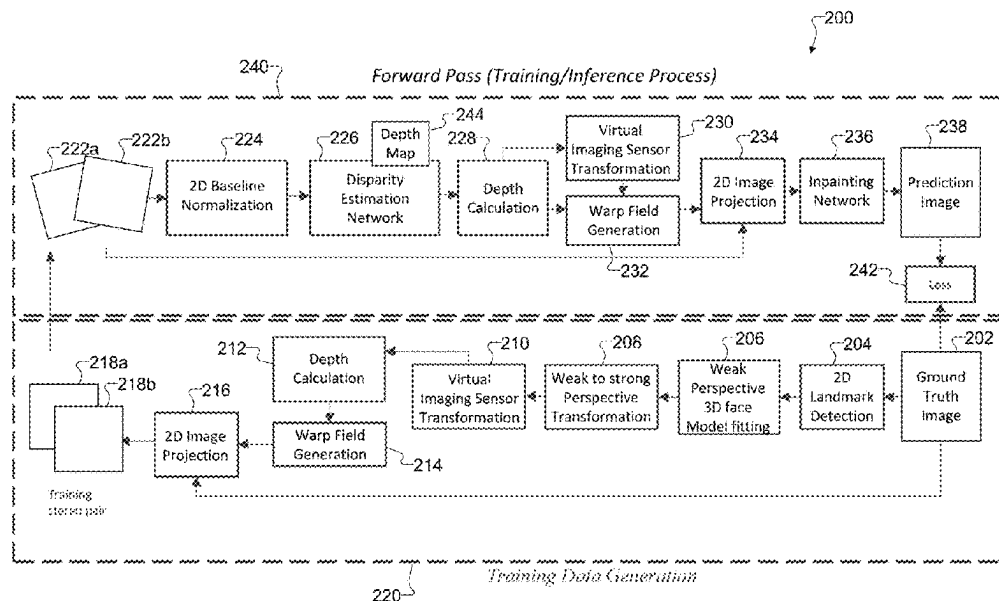 200
240
Forward Pass (Training/Inference Process)
222a
222b
224
2D Baseline
Normalization
226
244
Depth
Map
Disparity
Estimation
Network
228
Depth
Calculation
230
Virtual
Imaging Sensor
Transformation
Warp Field
Generation
232
234
2D Image
Projection
236
Inpainting
Network
238
Prediction
Image
242
Loss
218a
218b
Training
stereo pair
216
2D Image
Projection
212
Depth
Calculation
Warp Field
Generation
214
210
Virtual
Imaging Sensor
Transformation
206
Weak to strong
Perspective
Transformation
206
Weak
Perspective
3D face
Model fitting
204
2D
Landmark
Detection
202
Ground
Truth
Image
Training Data Generation
220